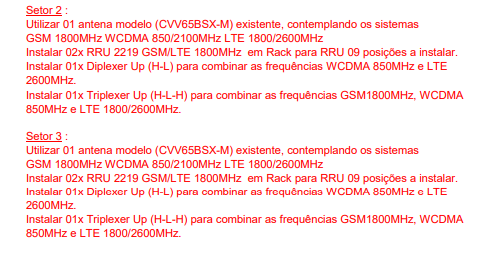 Setor 2 :
Utilizar 01 antena modelo (CVV65BSX-M) existente, contemplando os sistemas
GSM 1800MHz WCDMA 850/2100MHz LTE 1800/2600MHz
Instalar 02x RRU 2219 GSM/LTE 1800MHz em Rack para RRU 09 posições a instalar.
Instalar 01x Diplexer Up (H-L) para combinar as frequências WCDMA 850MHz e LTE
2600MHz.
Instalar 01x Triplexer Up (H-L-H) para combinar as frequências GSM1800MHz, WCDMA
850MHz e LTE 1800/2600MHz.
Setor 3 :
Utilizar 01 antena modelo (CVV65BSX-M) existente, contemplando os sistemas
GSM 1800MHz WCDMA 850/2100MHz LTE 1800/2600MHz
Instalar 02x RRU 2219 GSM/LTE 1800MHz em Rack para RRU 09 posições a instalar.
Instalar 01x Diplexer Up (H-L) para combinar as frequências WCDMA 850MHz e LTE
2600MHz.
Instalar 01x Triplexer Up (H-L-H) para combinar as frequências GSM1800MHz, WCDMA
850MHz e LTE 1800/2600MHz.